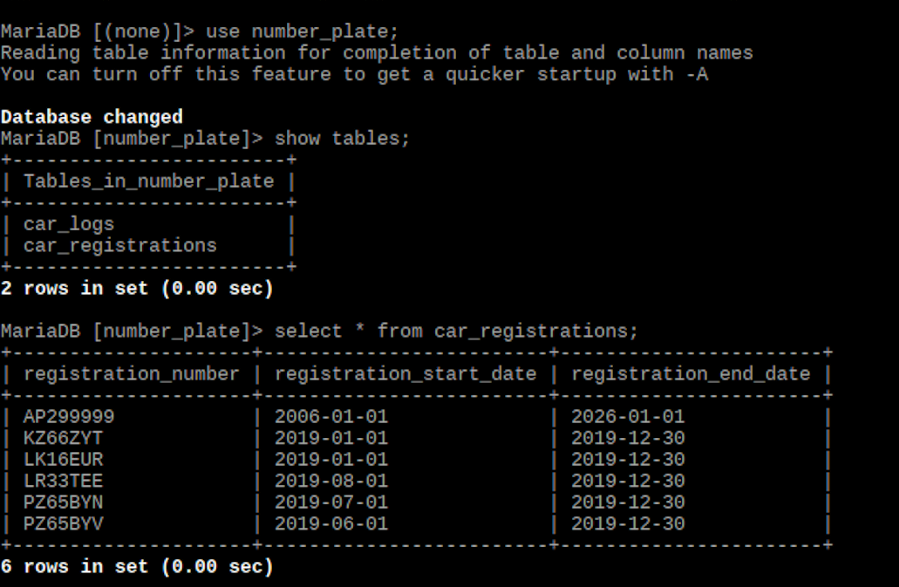 MariaDB [(none)]> use number_plate;
Reading table information for completion of table and column names
You can turn off this feature to get a quicker startup with -A
Database changed
MariaDB [number_plate]> show tables;
+------------------------+
| Tables_in_number_plate |
+------------------------+
| car_logs               |
| car_registrations      |
+------------------------+
2 rows in set (0.00 sec)
MariaDB [number_plate]> select * from car_registrations;
+---------------------+-------------------------+-----------------------+
| registration_number | registration_start_date | registration_end_date |
+---------------------+-------------------------+-----------------------+
| AP299999            | 2006-01-01              | 2026-01-01            |
| KZ66ZYT             | 2019-01-01              | 2019-12-30            |
| LK16EUR             | 2019-01-01              | 2019-12-30            |
| LR33TEE             | 2019-08-01              | 2019-12-30            |
| PZ65BYN             | 2019-07-01              | 2019-12-30            |
| PZ65BYV             | 2019-06-01              | 2019-12-30            |
+---------------------+-------------------------+-----------------------+
6 rows in set (0.00 sec)